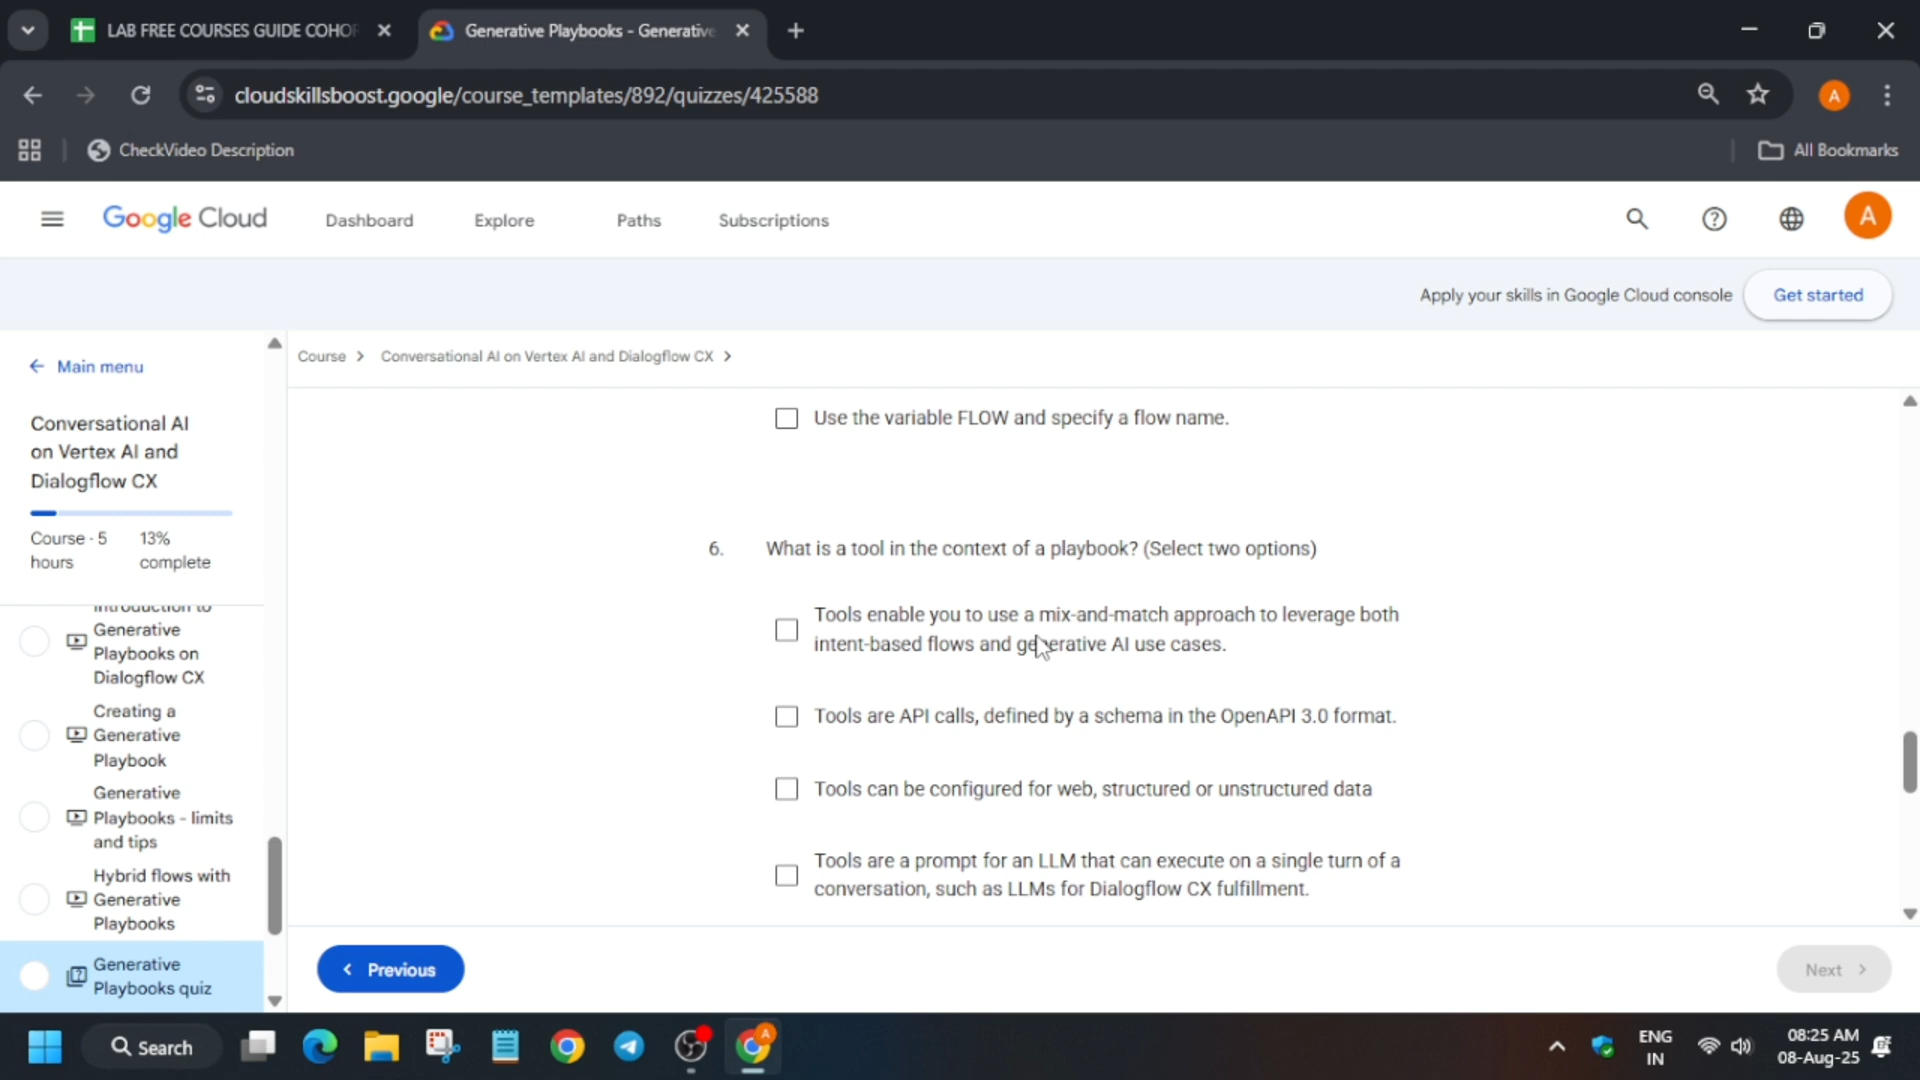 LAB FREE COURSES GUIDE COHOR
Generative Playbooks - Generative
cloudskillsboost.google/course_templates/892/quizzes/425588
A
CheckVideo Description
All Bookmarks
Google Cloud
Dashboard
Explore
Paths
Subscriptions
A
Apply your skills in Google Cloud console
Get started
Main menu
Course
Conversational AI on Vertex AI and Dialogflow CX
Conversational AI
on Vertex AI and
Dialogflow CX
Course · 5
hours
13%
complete
Introduction to
Generative
Playbooks on
Dialogflow CX
Creating a
Generative
Playbook
Generative
Playbooks - limits
and tips
Hybrid flows with
Generative
Playbooks
Generative
Playbooks quiz
Use the variable FLOW and specify a flow name.
6. What is a tool in the context of a playbook? (Select two options)
Tools enable you to use a mix-and-match approach to leverage both
intent-based flows and generative AI use cases.
Tools are API calls, defined by a schema in the OpenAPI 3.0 format.
Tools can be configured for web, structured or unstructured data
Tools are a prompt for an LLM that can execute on a single turn of a
conversation, such as LLMs for Dialogflow CX fulfillment.
Previous
Next
Search
A
ENG
IN
08:25 AM
08-Aug-25